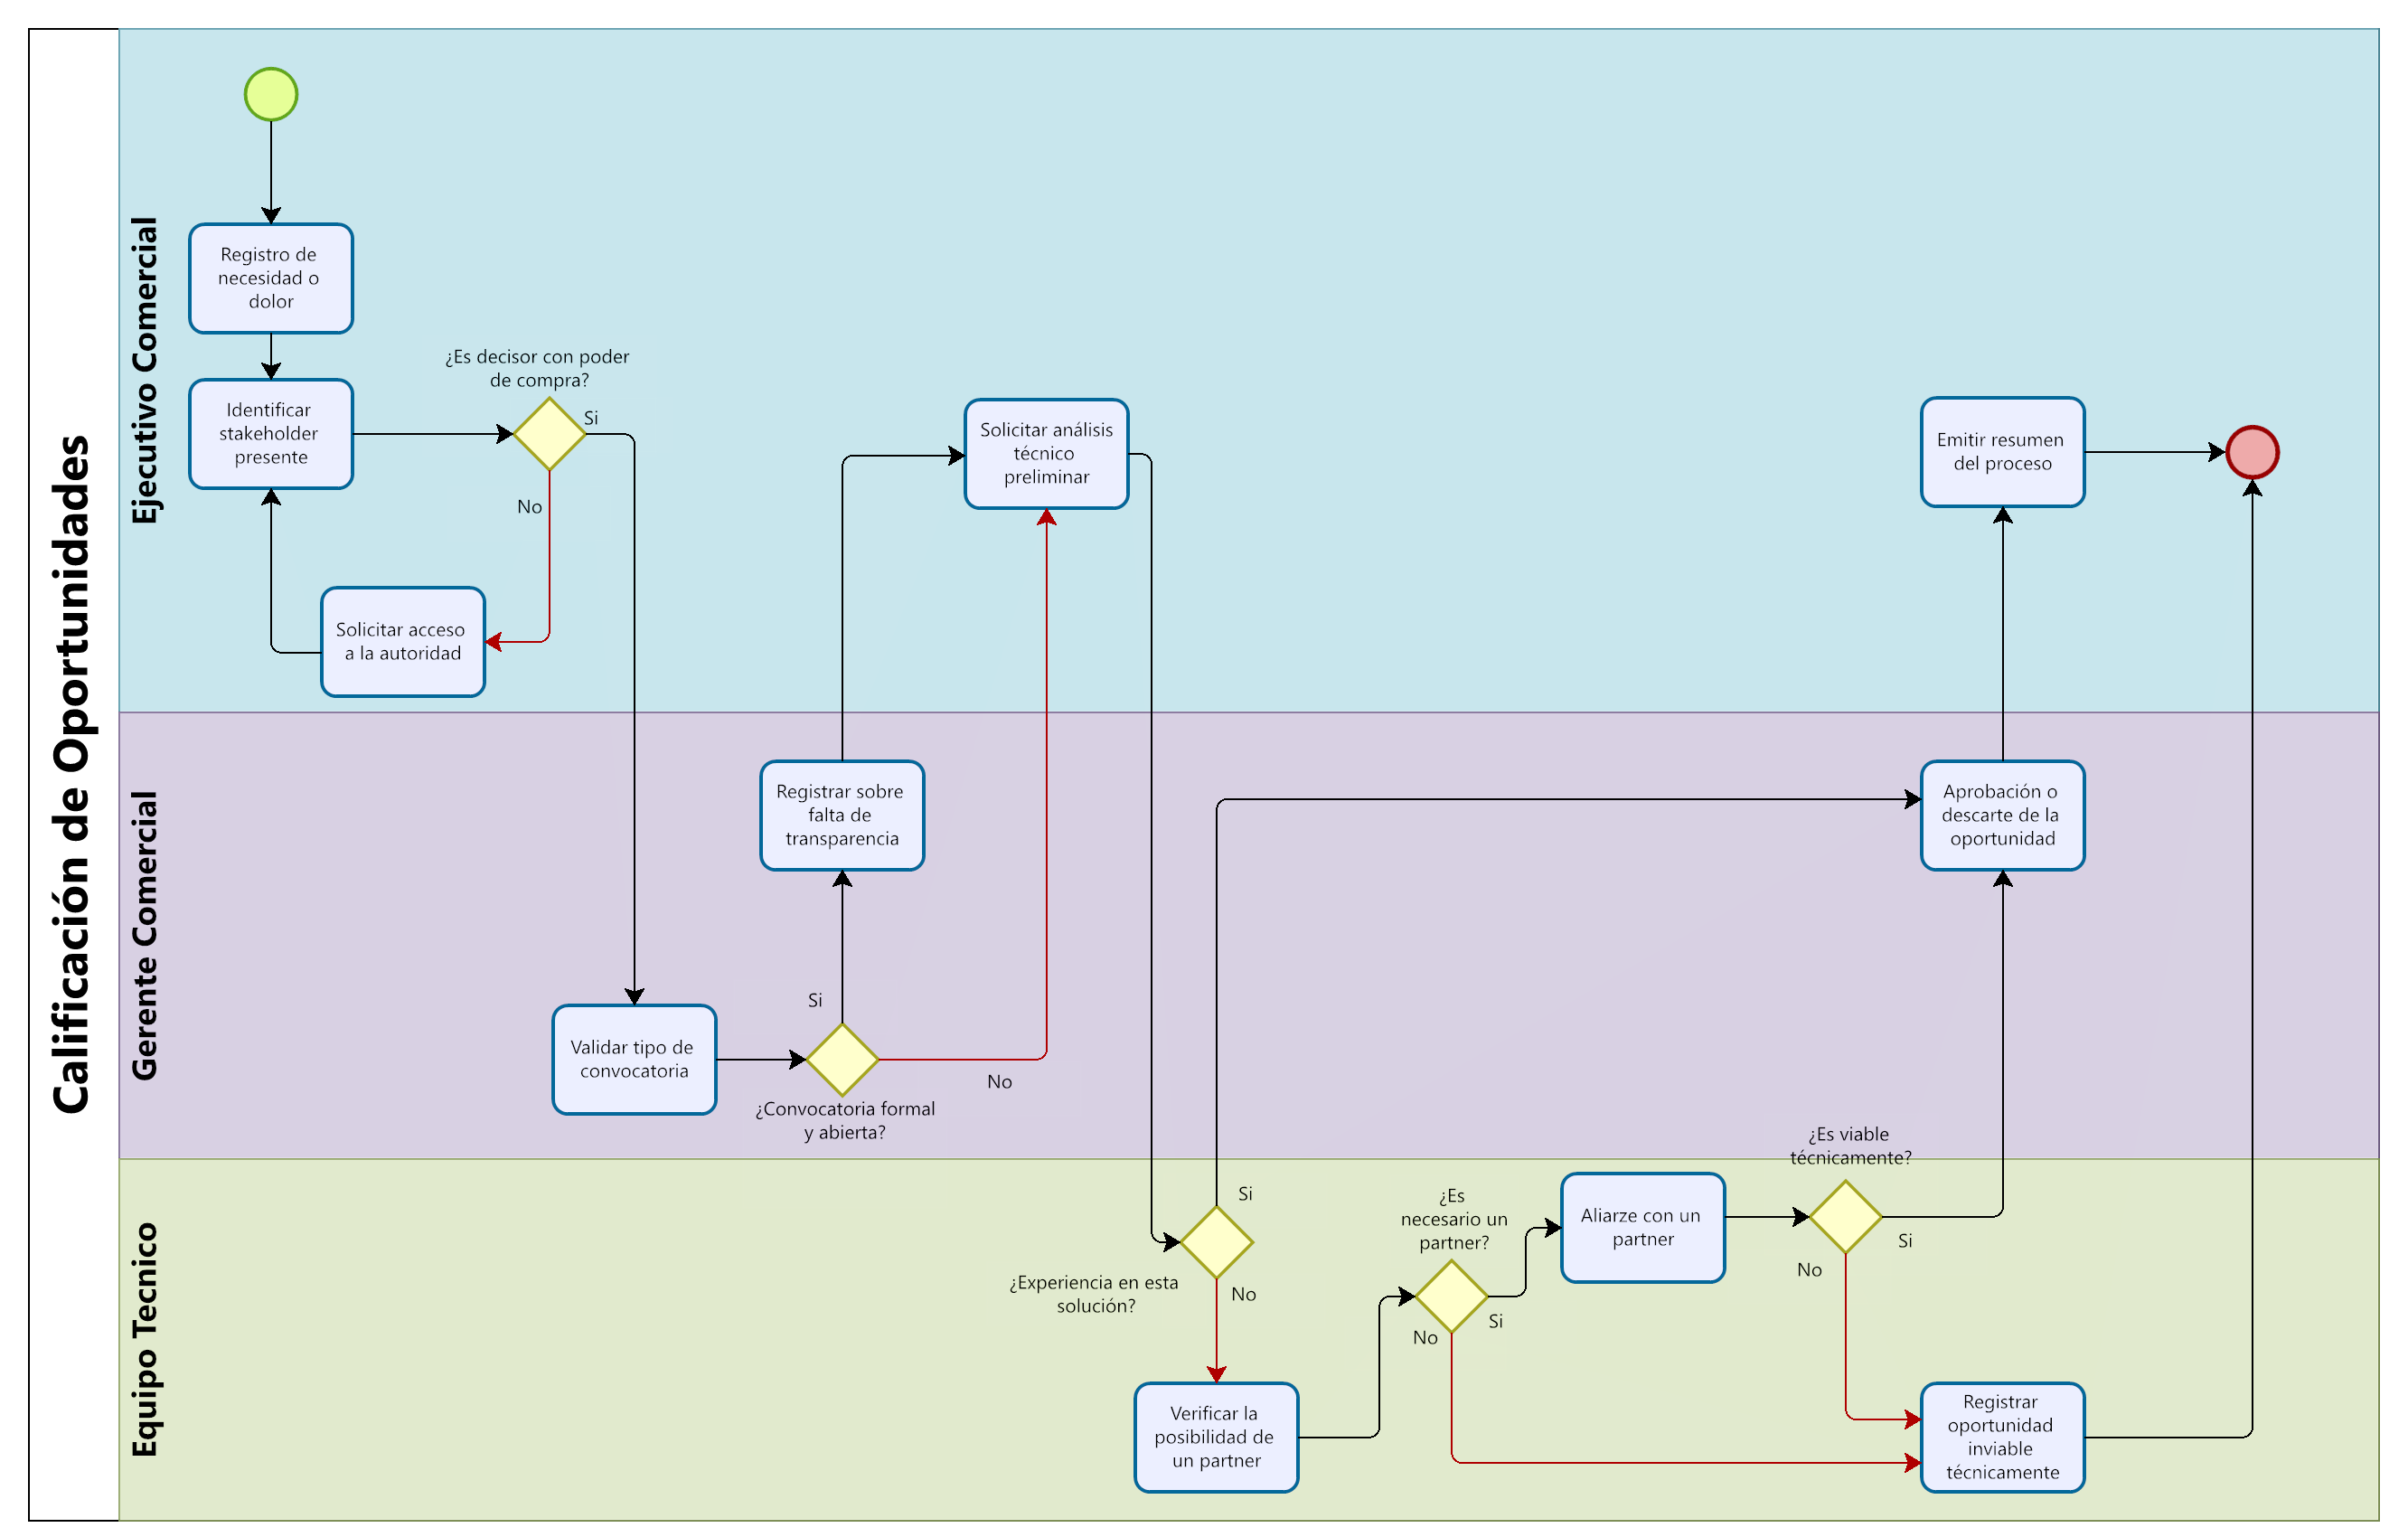 Calificación de Oportunidades
Ejecutivo Comercial
Registro de
necesidad o
dolor
Identificar
stakeholder
presente
¿Es decisor con poder
de compra?
Si
No
Solicitar acceso
a la autoridad
Solicitar análisis
técnico
preliminar
Emitir resumen
del proceso
Gerente Comercial
Registrar sobre
falta de
transparencia
Aprobación o
descarte de la
oportunidad
Validar tipo de
convocatoria
Si
No
¿Convocatoria formal
y abierta?
Equipo Tecnico
Si
¿Experiencia en esta
solución?
No
Verificar la
posibilidad de
un partner
¿Es
necesario un
partner?
Si
No
Aliarze con un
partner
¿Es viable
técnicamente?
Si
No
Registrar
oportunidad
inviable
técnicamente